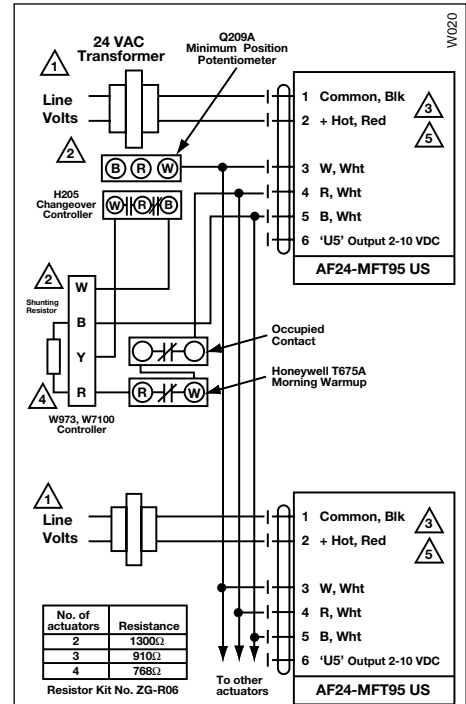 W020
24 VAC
Transformer
Q209A
Minimum Position
Potentiometer
1
Line
Volts
1 Common, Blk
2 + Hot, Red
3
5
2
B R W
3 W, Wht
4 R, Wht
5 B, Wht
6 ‘U5’ Output 2-10 VDC
AF24-MFT95 US
H205
Changeover
Controller
W R B
2
Shunting
Resistor
W
B
Y
R
4
W973, W7100
Controller
Occupied
Contact
R W
Honeywell T675A
Morning Warmup
1
Line
Volts
1 Common, Blk
2 + Hot, Red
3
5
3 W, Wht
4 R, Wht
5 B, Wht
6 ‘U5’ Output 2-10 VDC
AF24-MFT95 US
No. of
actuators Resistance
2 1300Ω
3 910Ω
4 768Ω
Resistor Kit No. ZG-R06
To other
actuators